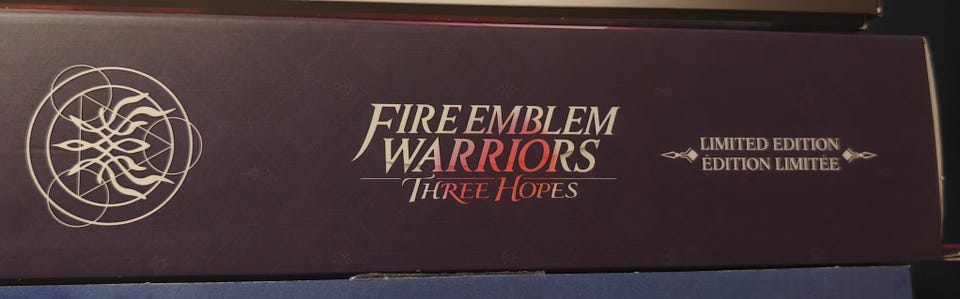 FIRE EMBLEM
WARRIORS
THREE HOPES
LIMITED EDITION
ÉDITION LIMITÉE